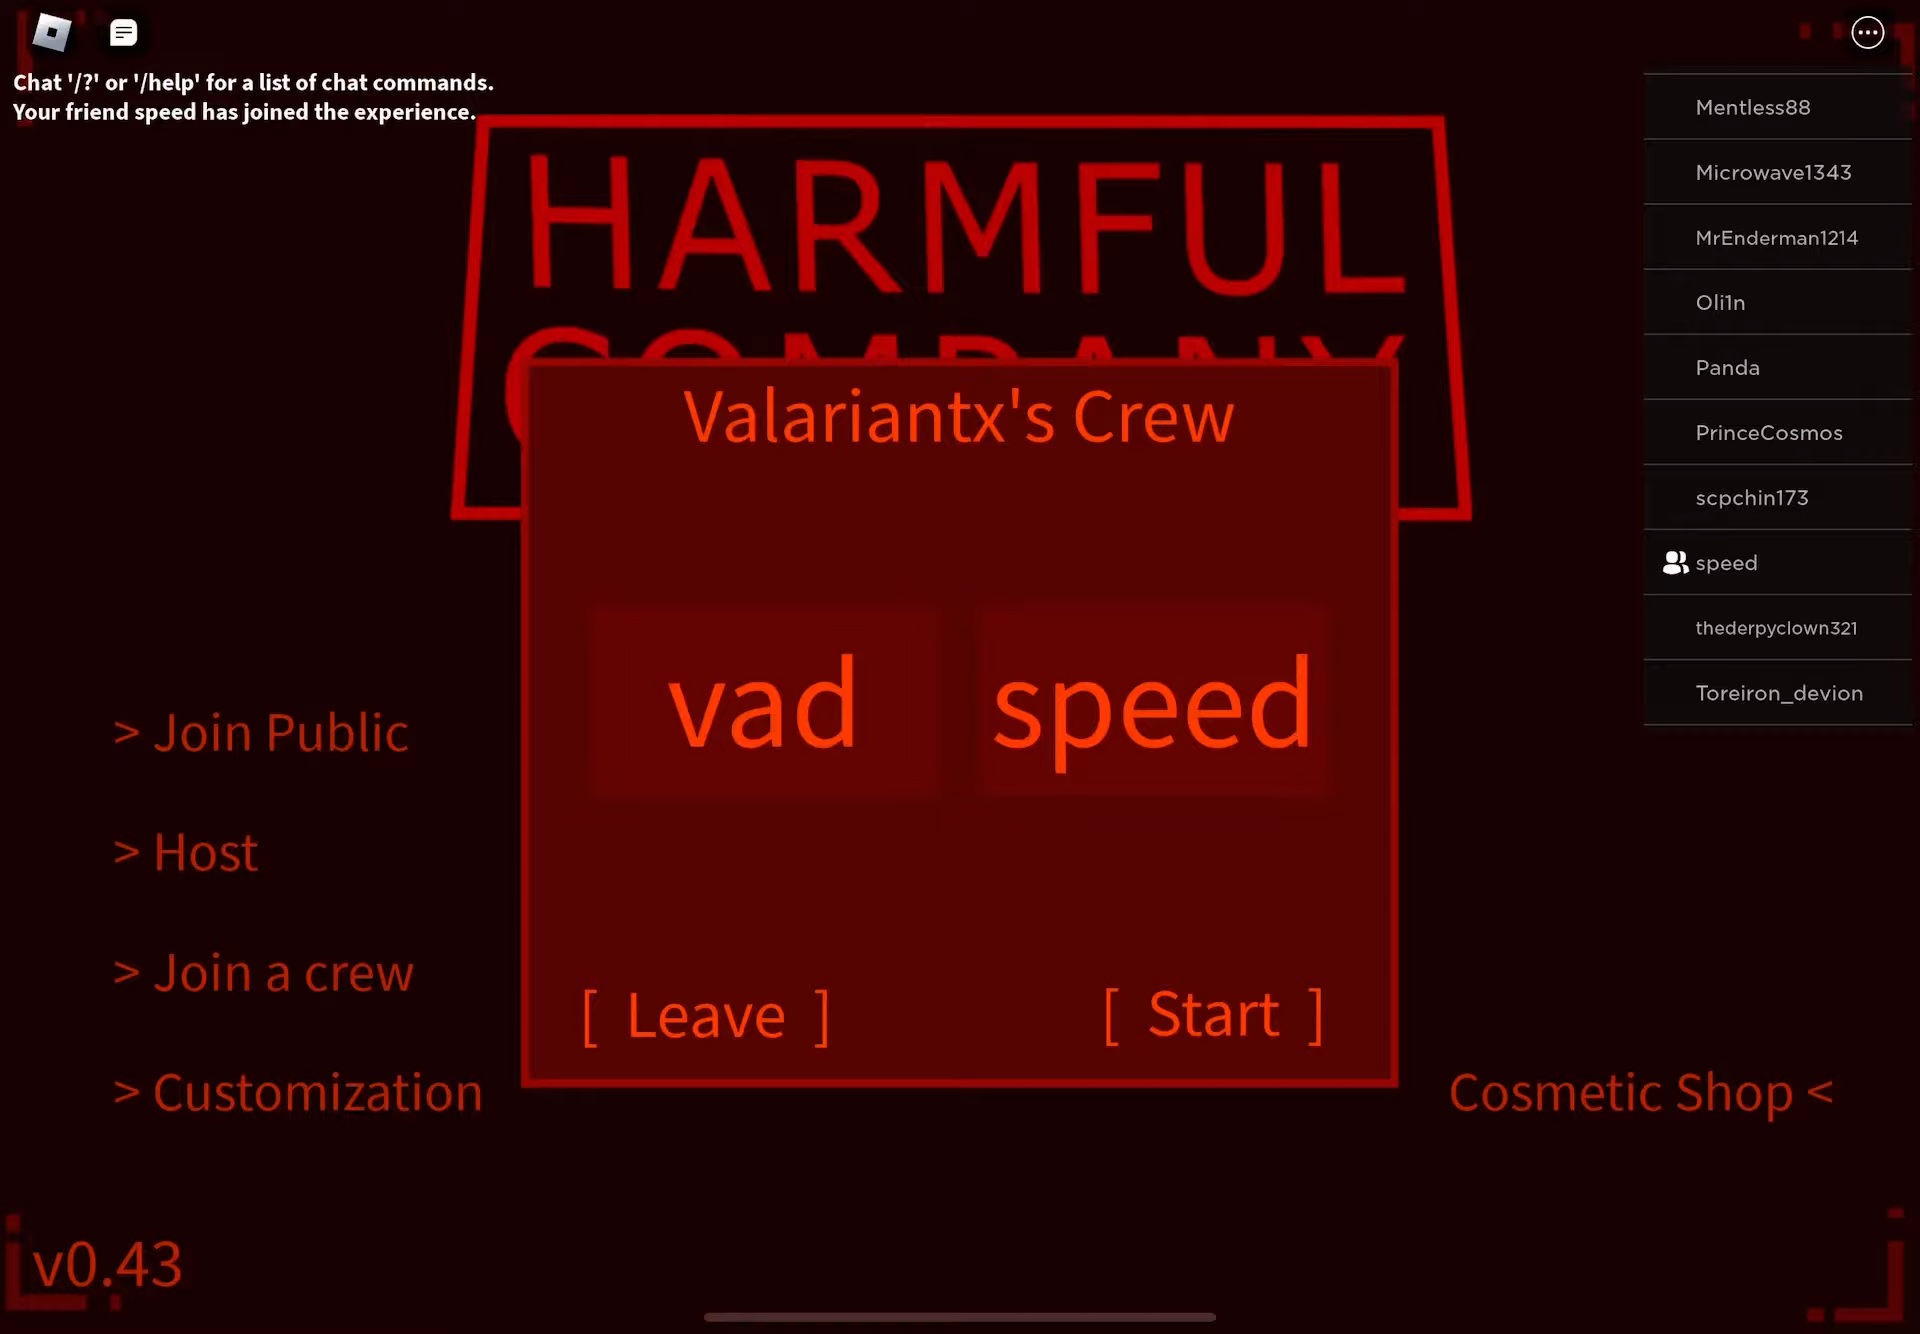 Chat '/?' or '/help' for a list of chat commands.
Your friend speed has joined the experience.
HARMFUL
COMPANY
Valariantx's Crew
vad
speed
[ Leave ]
[ Start ]
> Join Public
> Host
> Join a crew
> Customization
Cosmetic Shop <
v0.43
Mentless88
Microwave1343
MrEnderman1214
Oli1n
Panda
PrinceCosmos
scpchin173
speed
thederpyclown321
Toreiron_devion